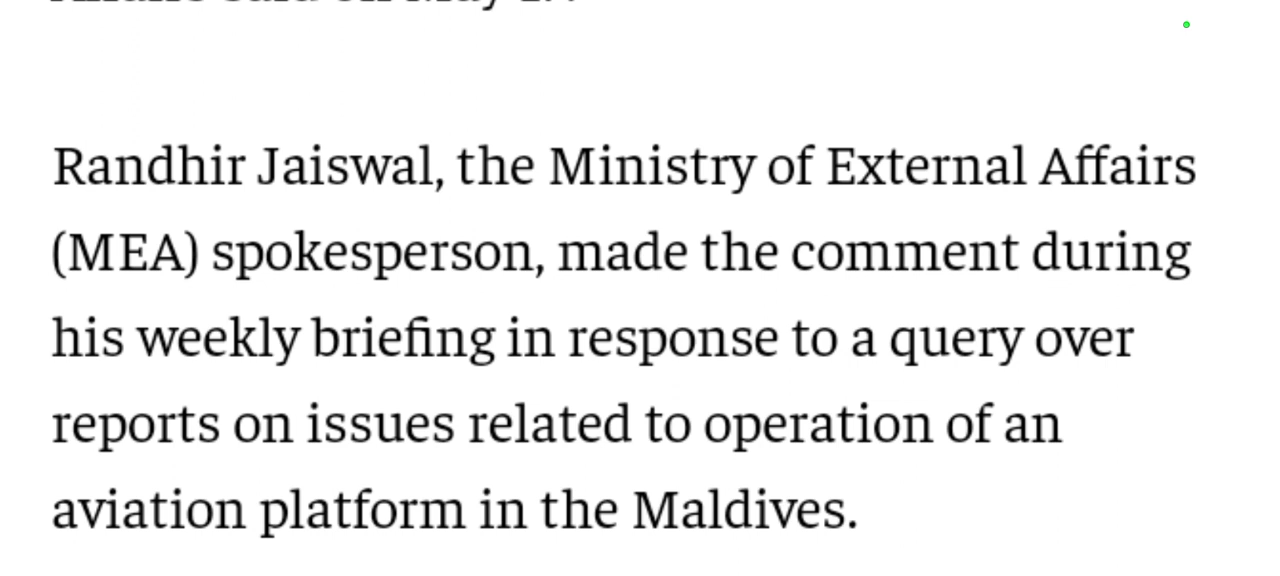 Randhir Jaiswal, the Ministry of External Affairs
(MEA) spokesperson, made the comment during
his weekly briefing in response to a query over
reports on issues related to operation of an
aviation platform in the Maldives.